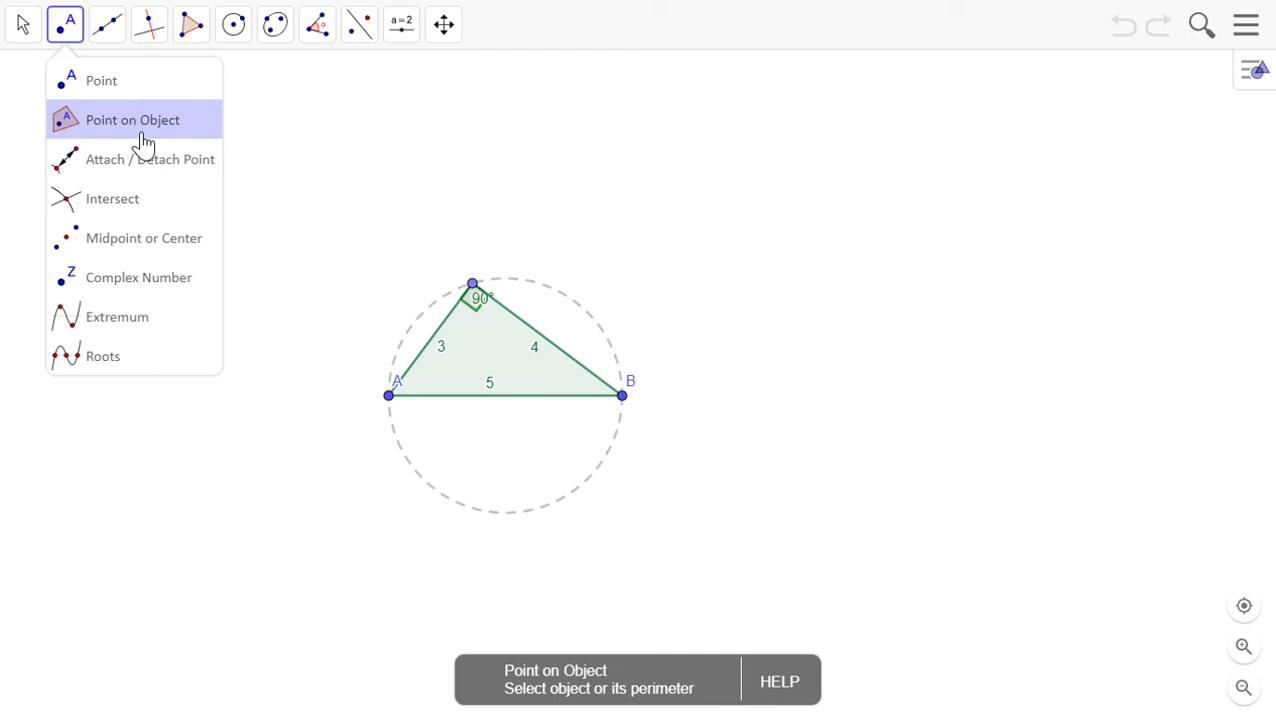 A
a=2
A Point
A Point on Object
Attach / Detach Point
Intersect
Midpoint or Center
Z Complex Number
Extremum
Roots
90°
3
4
A
5
B
Point on Object
Select object or its perimeter
HELP